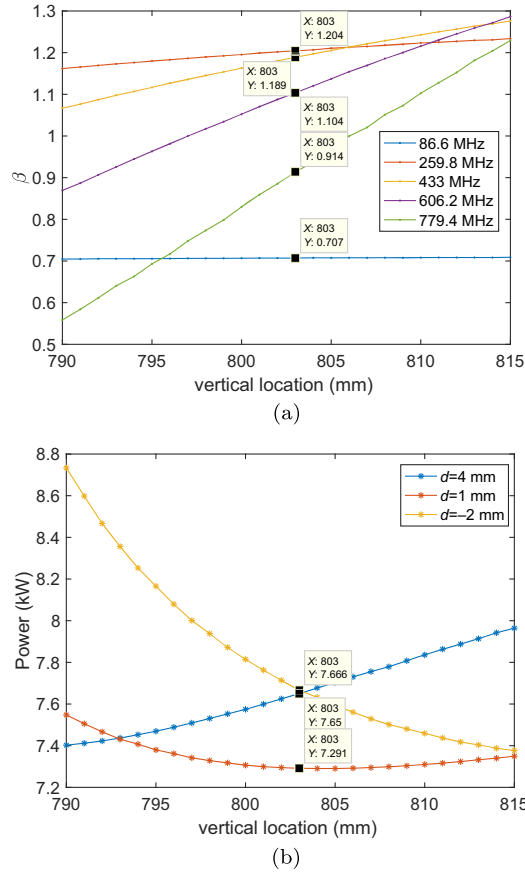 1.3
1.2
1.1
1
0.9
0.8
0.7
0.6
0.5
β
X: 803
Y: 1.204
X: 803
Y: 1.189
X: 803
Y: 1.104
X: 803
Y: 0.914
X: 803
Y: 0.707
86.6 MHz
259.8 MHz
433 MHz
606.2 MHz
779.4 MHz
790 795 800 805 810 815
vertical location (mm)
(a)
8.8
8.6
8.4
8.2
8
7.8
7.6
7.4
7.2
Power (kW)
d=4 mm
d=1 mm
d=–2 mm
X: 803
Y: 7.666
X: 803
Y: 7.65
X: 803
Y: 7.291
790 795 800 805 810 815
vertical location (mm)
(b)